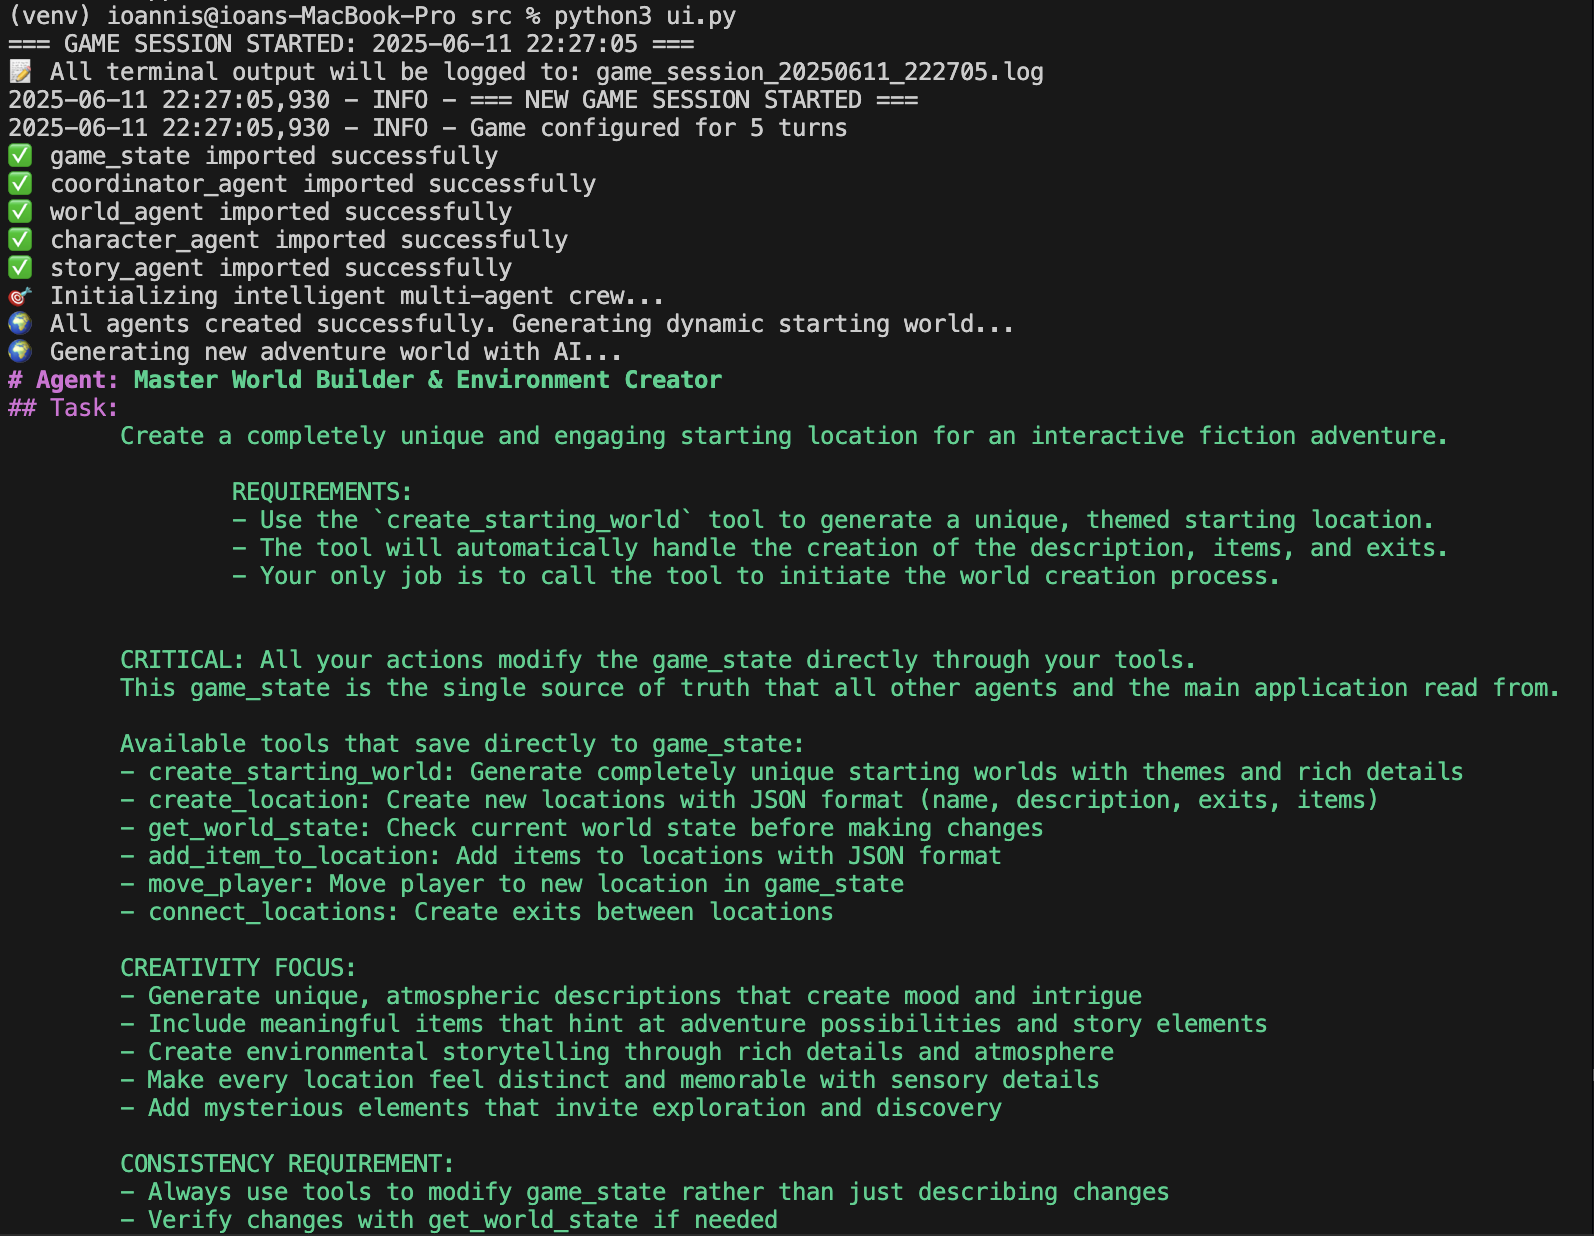 (venv) ioannis@ioans-MacBook-Pro src % python3 ui.py
=== GAME SESSION STARTED: 2025-06-11 22:27:05 ===
📝 All terminal output will be logged to: game_session_20250611_222705.log
2025-06-11 22:27:05,930 - INFO - === NEW GAME SESSION STARTED ===
2025-06-11 22:27:05,930 - INFO - Game configured for 5 turns
✅ game_state imported successfully
✅ coordinator_agent imported successfully
✅ world_agent imported successfully
✅ character_agent imported successfully
✅ story_agent imported successfully
🎯 Initializing intelligent multi-agent crew...
🌍 All agents created successfully. Generating dynamic starting world...
🌍 Generating new adventure world with AI...
# Agent: Master World Builder & Environment Creator
## Task:
Create a completely unique and engaging starting location for an interactive fiction adventure.
REQUIREMENTS:
- Use the `create_starting_world` tool to generate a unique, themed starting location.
- The tool will automatically handle the creation of the description, items, and exits.
- Your only job is to call the tool to initiate the world creation process.
CRITICAL: All your actions modify the game_state directly through your tools.
This game_state is the single source of truth that all other agents and the main application read from.
Available tools that save directly to game_state:
- create_starting_world: Generate completely unique starting worlds with themes and rich details
- create_location: Create new locations with JSON format (name, description, exits, items)
- get_world_state: Check current world state before making changes
- add_item_to_location: Add items to locations with JSON format
- move_player: Move player to new location in game_state
- connect_locations: Create exits between locations
CREATIVITY FOCUS:
- Generate unique, atmospheric descriptions that create mood and intrigue
- Include meaningful items that hint at adventure possibilities and story elements
- Create environmental storytelling through rich details and atmosphere
- Make every location feel distinct and memorable with sensory details
- Add mysterious elements that invite exploration and discovery
CONSISTENCY REQUIREMENT:
- Always use tools to modify game_state rather than just describing changes
- Verify changes with get_world_state if needed